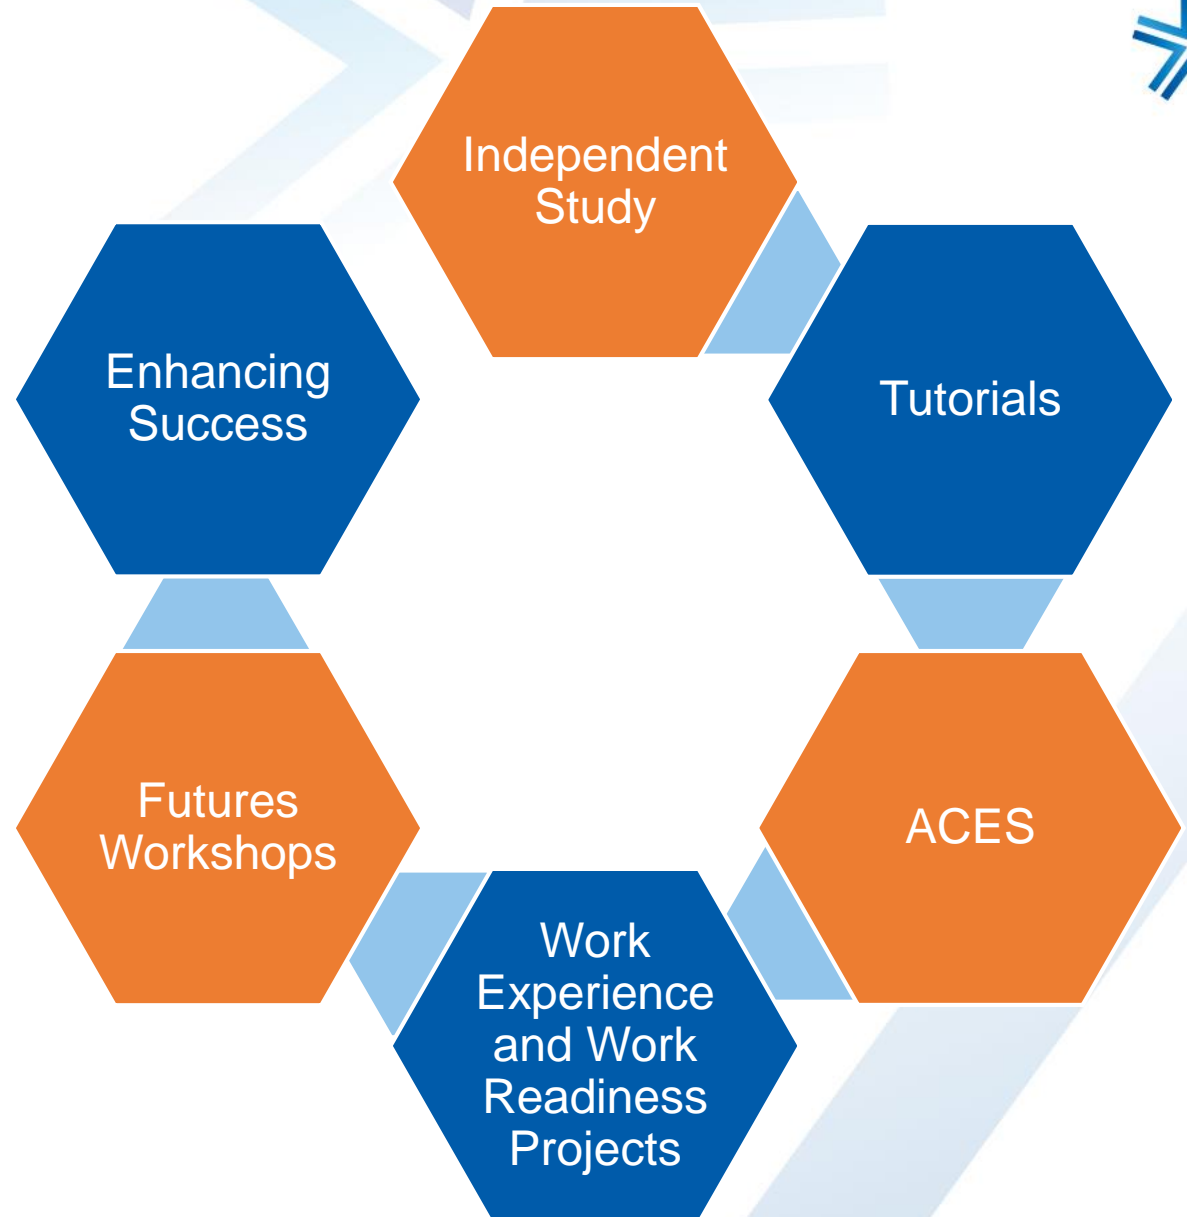 Independent
Study
Tutorials
ACES
Work
Experience
and Work
Readiness
Projects
Futures
Workshops
Enhancing
Success